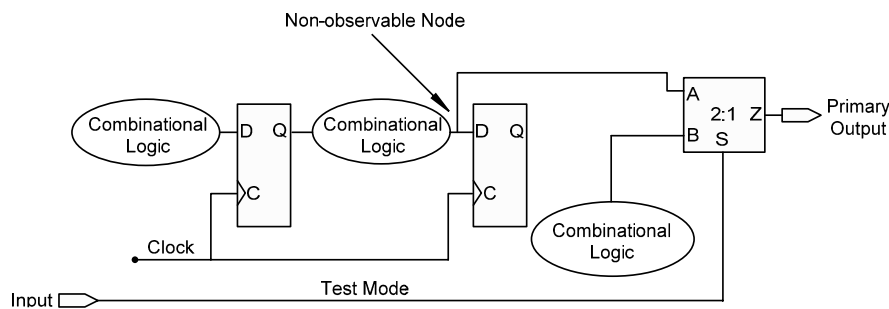 Non-observable Node
Combinational
Logic
D Q
C
Combinational
Logic
D Q
C
A
B
2:1
S
Z
Primary
Output
Combinational
Logic
Clock
Input
Test Mode